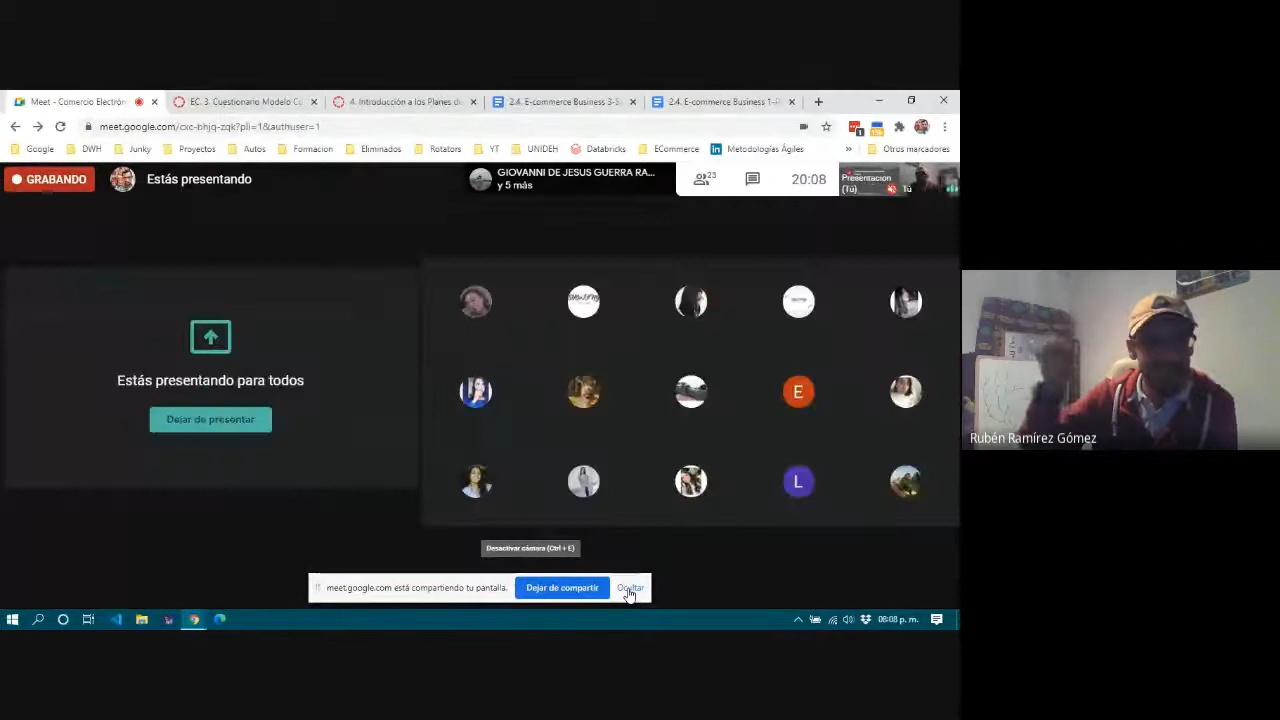 Meet - Comercio Electrón
EC. 3. Cuestionario Modelo Co
4. Introducción a los Planes de
2.4. E-commerce Business 3-S
2.4. E-commerce Business 1-
meet.google.com/cxc-bhjq-zqk?pli=1&authuser=1
Google
DWH
Junky
Proyectos
Autos
Formacion
Eliminados
Rotators
YT
UNIDEH
Databricks
ECommerce
Metodologías Ágiles
»
Otros marcadores
GRABANDO
Estás presentando
GIOVANNI DE JESUS GUERRA RA...
y 5 más
23
20:08
Presentación
(Tú)
Tú
Estás presentando para todos
Dejar de presentar
E
L
Rubén Ramírez Gómez
Desactivar cámara (Ctrl + E)
meet.google.com está compartiendo tu pantalla.
Dejar de compartir
Ocultar
08:08 p. m.